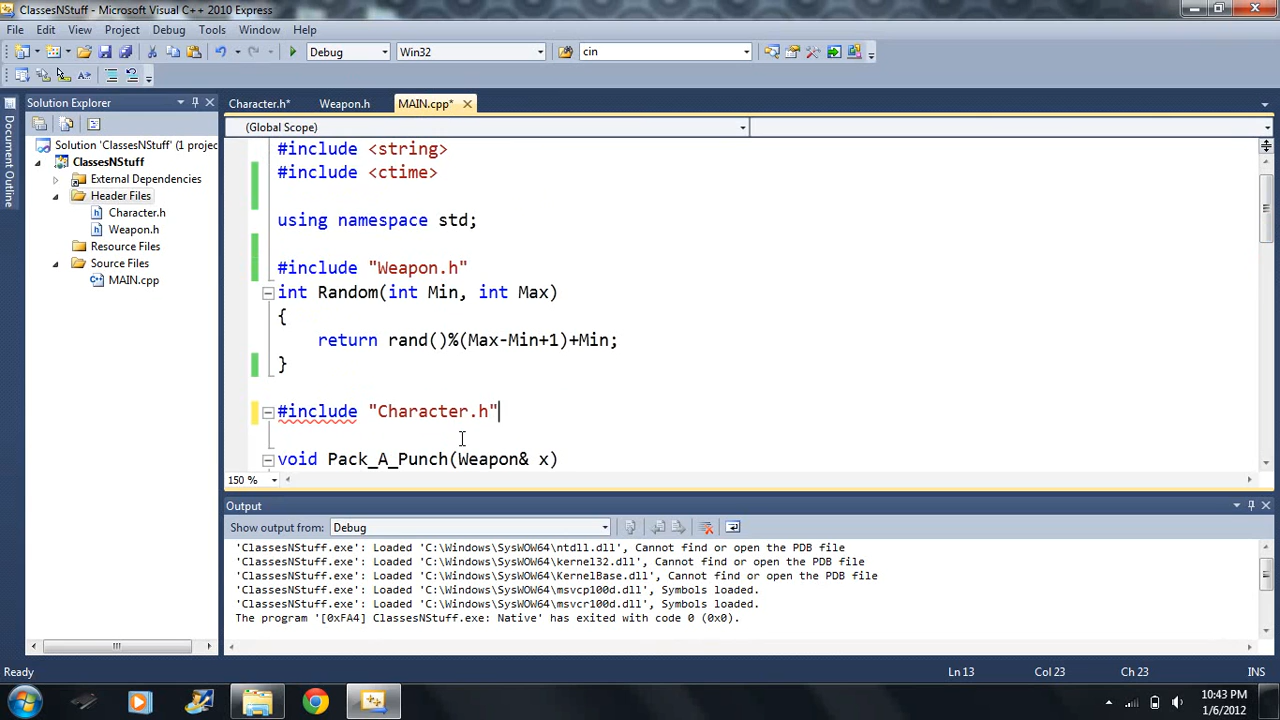 ClassesNStuff - Microsoft Visual C++ 2010 Express
File Edit View Project Debug Tools Window Help
Debug Win32 cin
Document Outline
Solution Explorer
Solution 'ClassesNStuff' (1 projec
ClassesNStuff
External Dependencies
Header Files
Character.h
Weapon.h
Resource Files
Source Files
MAIN.cpp
Character.h* Weapon.h MAIN.cpp*
(Global Scope)
#include <string>
#include <ctime>
using namespace std;
#include "Weapon.h"
int Random(int Min, int Max)
{
return rand()%(Max-Min+1)+Min;
}
#include "Character.h"
void Pack_A_Punch(Weapon& x)
150 %
Output
Show output from: Debug
'ClassesNStuff.exe': Loaded 'C:\Windows\SysWOW64\ntdll.dll', Cannot find or open the PDB file
'ClassesNStuff.exe': Loaded 'C:\Windows\SysWOW64\kernel32.dll', Cannot find or open the PDB file
'ClassesNStuff.exe': Loaded 'C:\Windows\SysWOW64\KernelBase.dll', Cannot find or open the PDB file
'ClassesNStuff.exe': Loaded 'C:\Windows\SysWOW64\msvcp100d.dll', Symbols loaded.
'ClassesNStuff.exe': Loaded 'C:\Windows\SysWOW64\msvcr100d.dll', Symbols loaded.
The program '[0xFA4] ClassesNStuff.exe: Native' has exited with code 0 (0x0).
Ready Ln 13 Col 23 Ch 23 INS
10:43 PM
1/6/2012